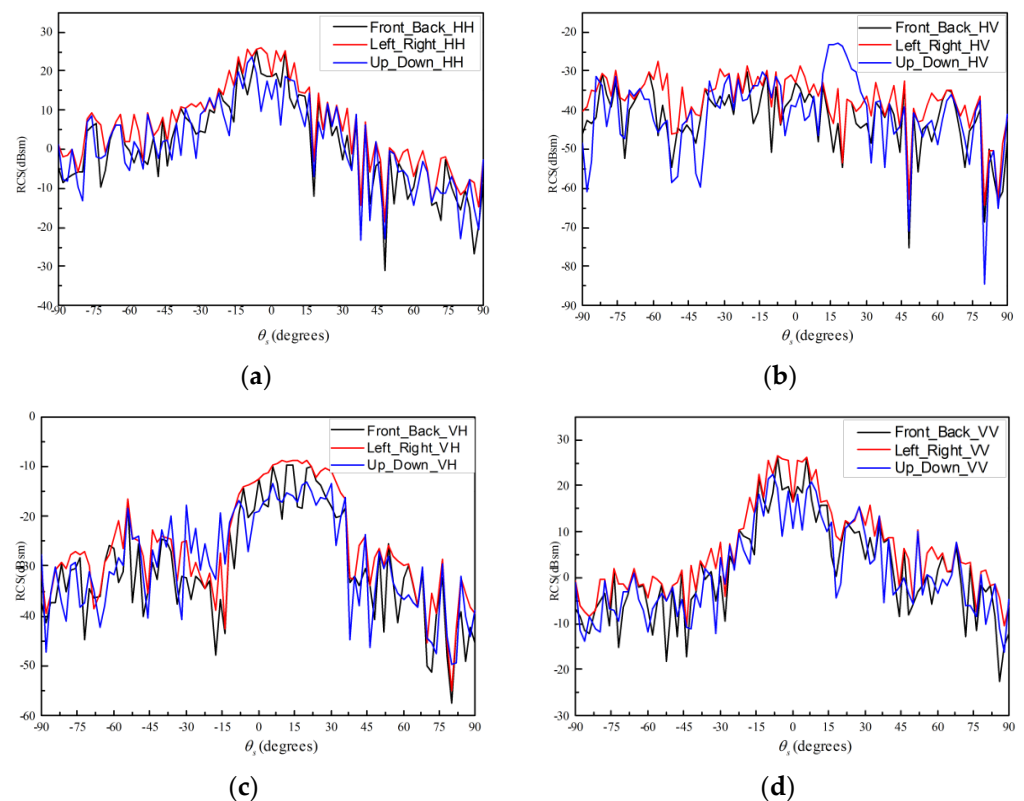 30
20
10
0
-10
-20
-30
-40
RCS(dBsm)
Front_Back_HH
Left_Right_HH
Up_Down_HH
-90 -75 -60 -45 -30 -15 0 15 30 45 60 75 90
θs (degrees)
(a)
-20
-30
-40
-50
-60
-70
-80
-90
RCS(dBsm)
Front_Back_HV
Left_Right_HV
Up_Down_HV
-90 -75 -60 -45 -30 -15 0 15 30 45 60 75 90
θs (degrees)
(b)
0
-10
-20
-30
-40
-50
-60
RCS(dBsm)
Front_Back_VH
Left_Right_VH
Up_Down_VH
-90 -75 -60 -45 -30 -15 0 15 30 45 60 75 90
θs (degrees)
(c)
30
20
10
0
-10
-20
-30
RCS(dBsm)
Front_Back_VV
Left_Right_VV
Up_Down_VV
-90 -75 -60 -45 -30 -15 0 15 30 45 60 75 90
θs (degrees)
(d)